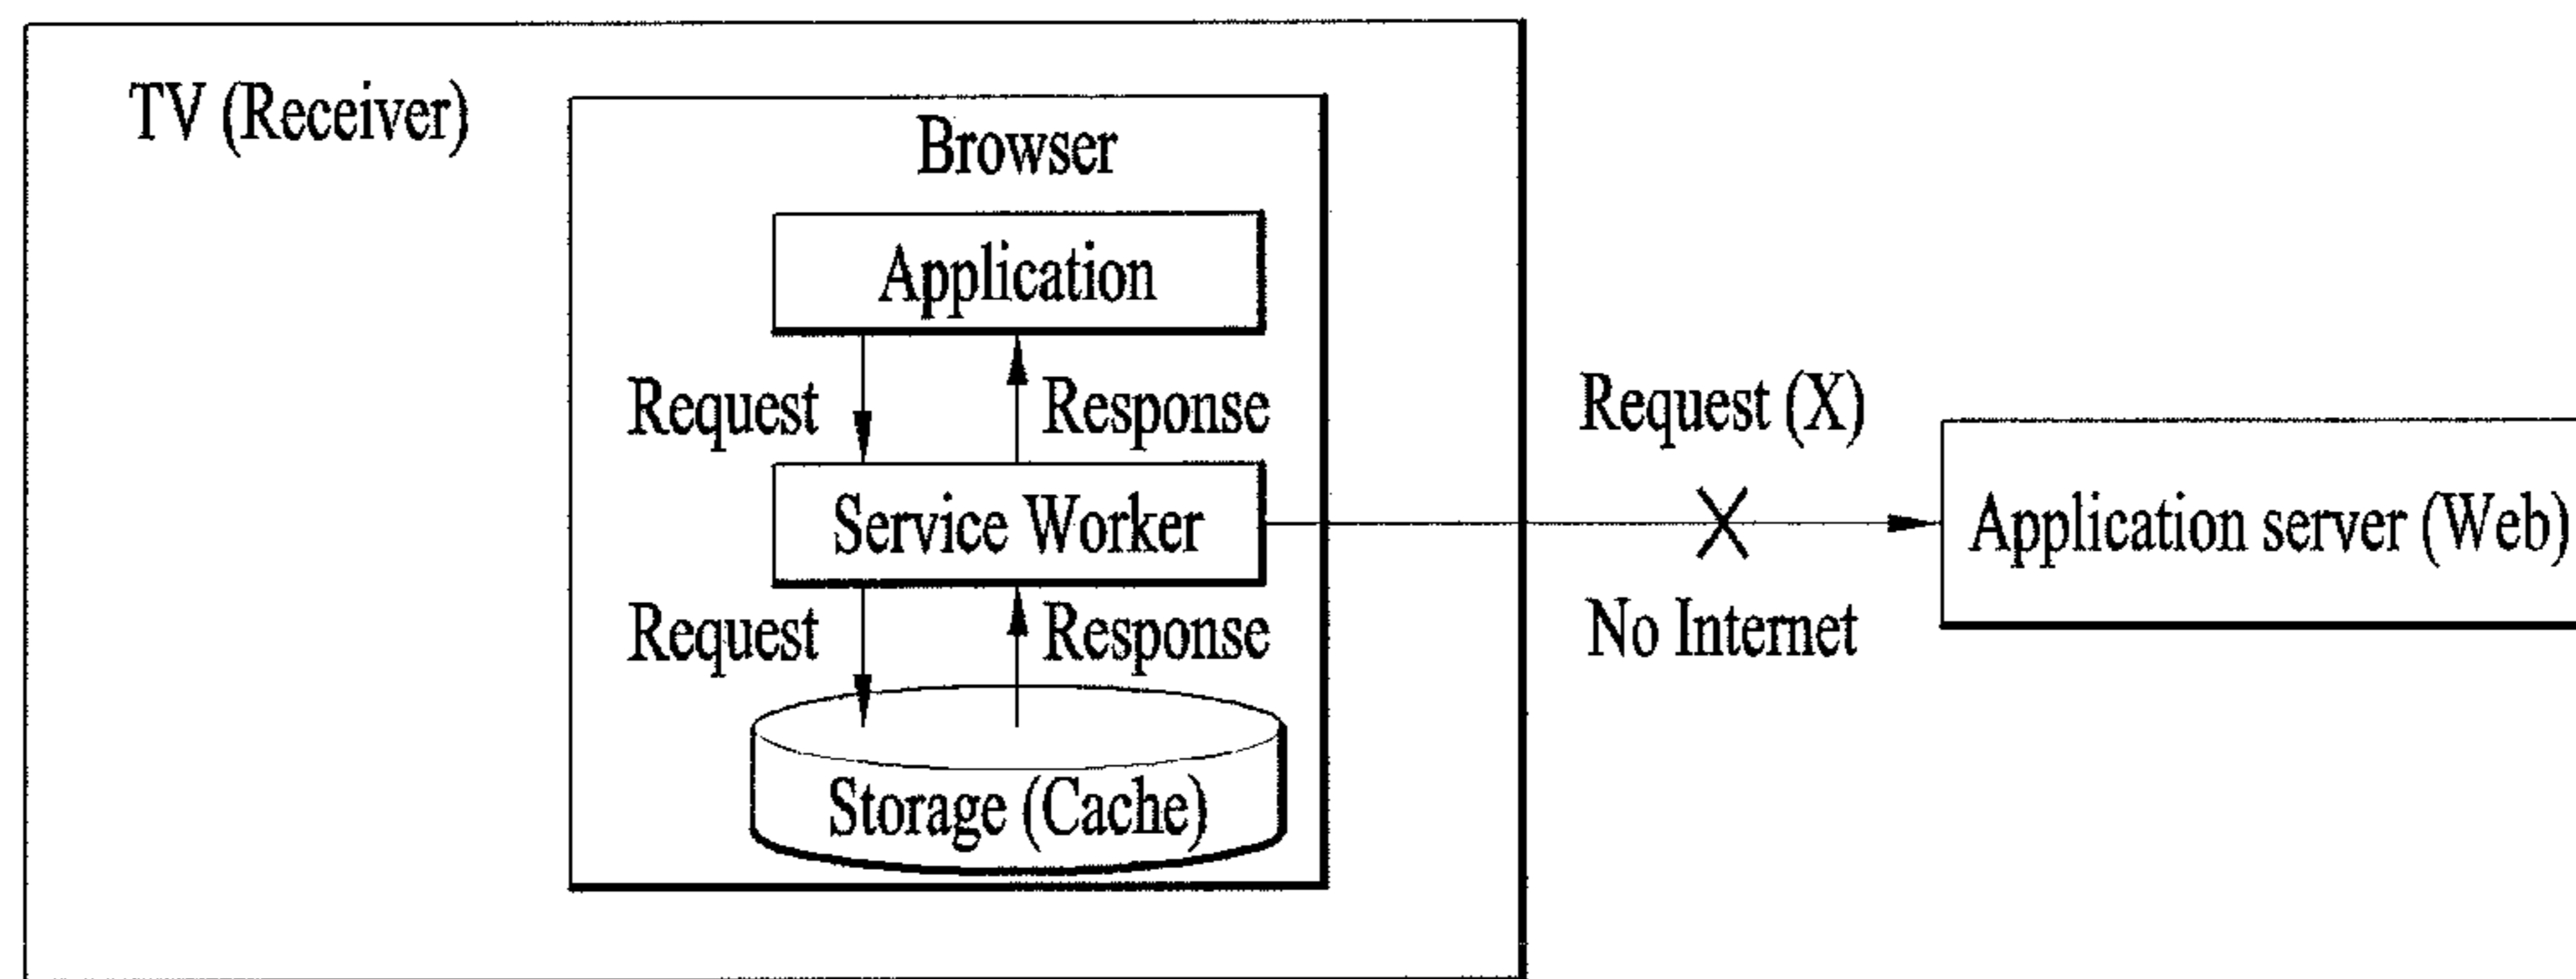 TV (Receiver)
Browser
Application
Request
Response
Request (X)
Service Worker
Application server (Web)
No Internet
Request
Response
Storage (Cache)